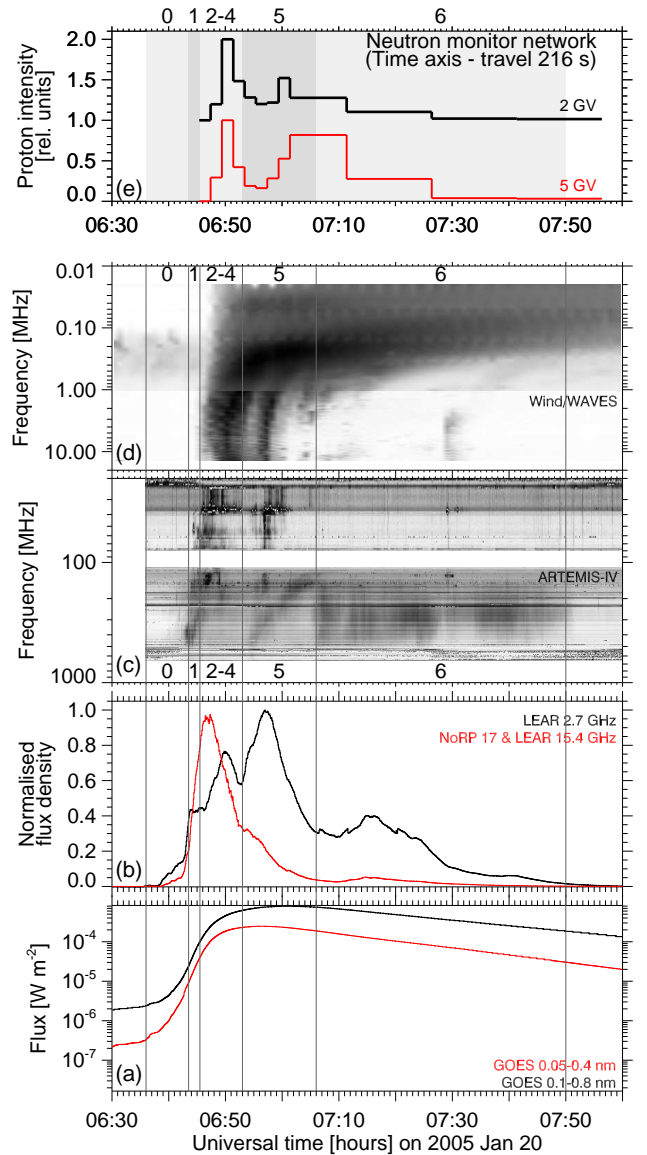 0 1 2-4 5 6
Neutron monitor network
(Time axis - travel 216 s)
Proton intensity
[rel. units]
2.0
1.5
1.0
0.5
0.0
2 GV
5 GV
(e)
06:30 06:50 07:10 07:30 07:50
0 1 2-4 5 6
Frequency [MHz]
0.01
0.10
1.00
10.00
Wind/WAVES
(d)
Frequency [MHz]
100
1000
ARTEMIS-IV
(c)
0 1 2-4 5 6
Normalised
flux density
1.0
0.8
0.6
0.4
0.2
0.0
LEAR 2.7 GHz
NoRP 17 & LEAR 15.4 GHz
(b)
Flux [W m-2]
10-4
10-5
10-6
10-7
GOES 0.05-0.4 nm
GOES 0.1-0.8 nm
(a)
06:30 06:50 07:10 07:30 07:50
Universal time [hours] on 2005 Jan 20